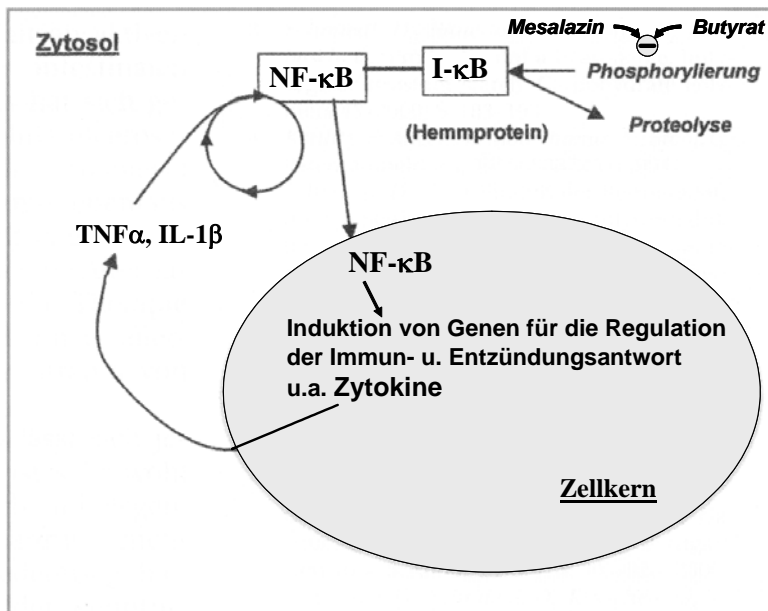 Mesalazin Butyrat
Zytosol
NF-κB I-κB
Phosphorylierung
(Hemmprotein) Proteolyse
TNFα, IL-1β
NF-κB
Induktion von Genen für die Regulation
der Immun- u. Entzündungsantwort
u.a. Zytokine
Zellkern